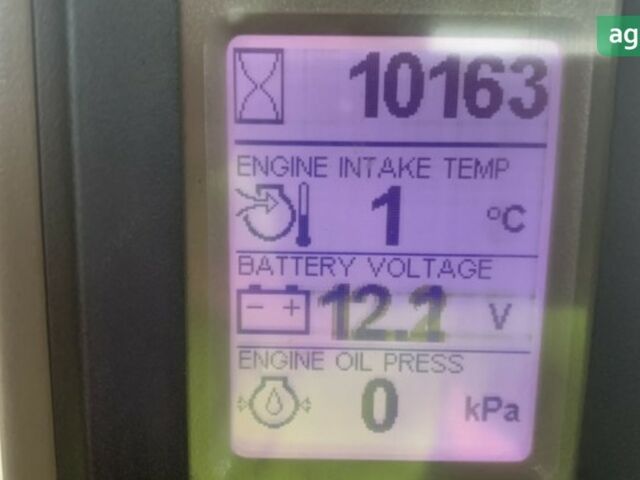 ag
10163
ENGINE INTAKE TEMP
1 °C
BATTERY VOLTAGE
- + V
ENGINE OIL PRESS
0 kPa